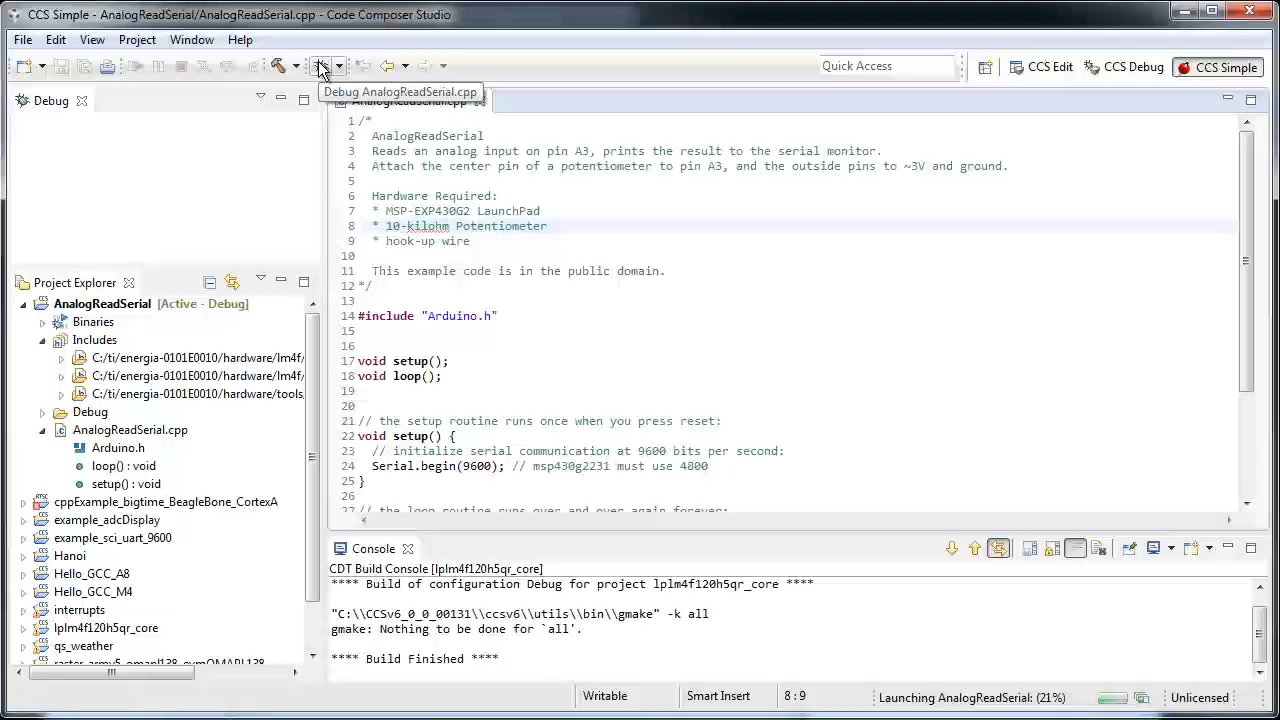 CCS Simple - AnalogReadSerial/AnalogReadSerial.cpp - Code Composer Studio
File Edit View Project Window Help
Quick Access CCS Edit CCS Debug CCS Simple
Debug
Debug AnalogReadSerial.cpp
1 /*
2 AnalogReadSerial
3 Reads an analog input on pin A3, prints the result to the serial monitor.
4 Attach the center pin of a potentiometer to pin A3, and the outside pins to ~3V and ground.
5
6 Hardware Required:
7 * MSP-EXP430G2 LaunchPad
8 * 10-kilohm Potentiometer
9 * hook-up wire
10
11 This example code is in the public domain.
12 */
13
14 #include "Arduino.h"
15
16
17 void setup();
18 void loop();
19
20
21 // the setup routine runs once when you press reset:
22 void setup() {
23 // initialize serial communication at 9600 bits per second:
24 Serial.begin(9600); // msp430g2231 must use 4800
25 }
26
27 // the loop routine runs over and over again forever:
Project Explorer
AnalogReadSerial [Active - Debug]
Binaries
Includes
C:/ti/energia-0101E0010/hardware/lm4f/
C:/ti/energia-0101E0010/hardware/lm4f/
C:/ti/energia-0101E0010/hardware/tools,
Debug
AnalogReadSerial.cpp
Arduino.h
loop() : void
setup() : void
cppExample_bigtime_BeagleBone_CortexA
example_adcDisplay
example_sci_uart_9600
Hanoi
Hello_GCC_A8
Hello_GCC_M4
interrupts
lplm4f120h5qr_core
qs_weather
Console
CDT Build Console [lplm4f120h5qr_core]
**** Build of configuration Debug for project lplm4f120h5qr_core ****
"C:\\CCSv6_0_0_00131\\ccsv6\\utils\\bin\\gmake" -k all
gmake: Nothing to be done for `all'.
**** Build Finished ****
Writable Smart Insert 8 : 9 Launching AnalogReadSerial: (21%) Unlicensed